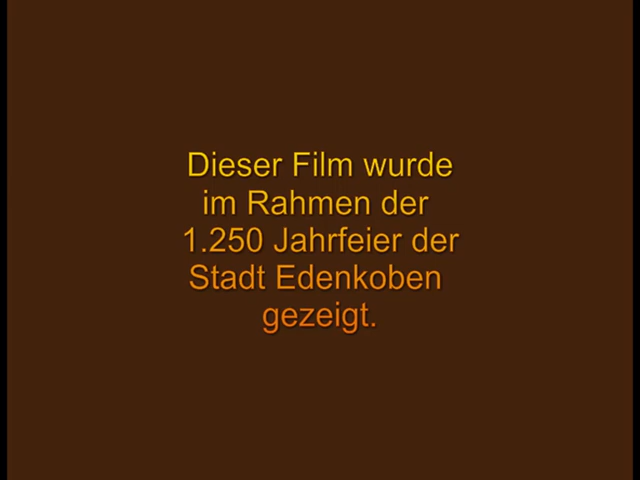 Dieser Film wurde
im Rahmen der
1.250 Jahrfeier der
Stadt Edenkoben
gezeigt.